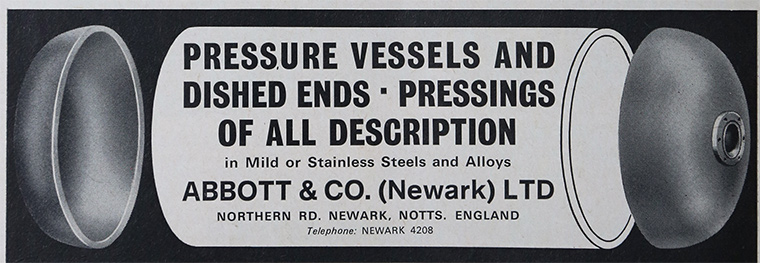 PRESSURE VESSELS AND
DISHED ENDS · PRESSINGS
OF ALL DESCRIPTION
in Mild or Stainless Steels and Alloys
ABBOTT & CO. (Newark) LTD
NORTHERN RD. NEWARK, NOTTS. ENGLAND
Telephone: NEWARK 4208